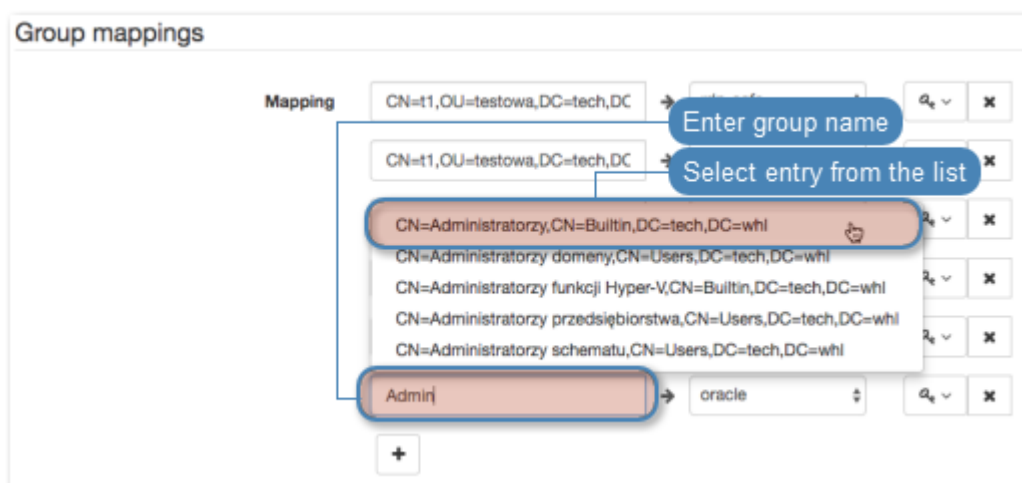 Group mappings
Mapping
CN=t1,OU=testowa,DC=tech,DC
Enter group name
CN=t1,OU=testowa,DC=tech,DC
Select entry from the list
CN=Administratorzy,CN=Builtin,DC=tech,DC=whl
CN=Administratorzy domeny,CN=Users,DC=tech,DC=whl
CN=Administratorzy funkcji Hyper-V,CN=Builtin,DC=tech,DC=whl
CN=Administratorzy przedsiębiorstwa,CN=Users,DC=tech,DC=whl
CN=Administratorzy schematu,CN=Users,DC=tech,DC=whl
Admin
oracle